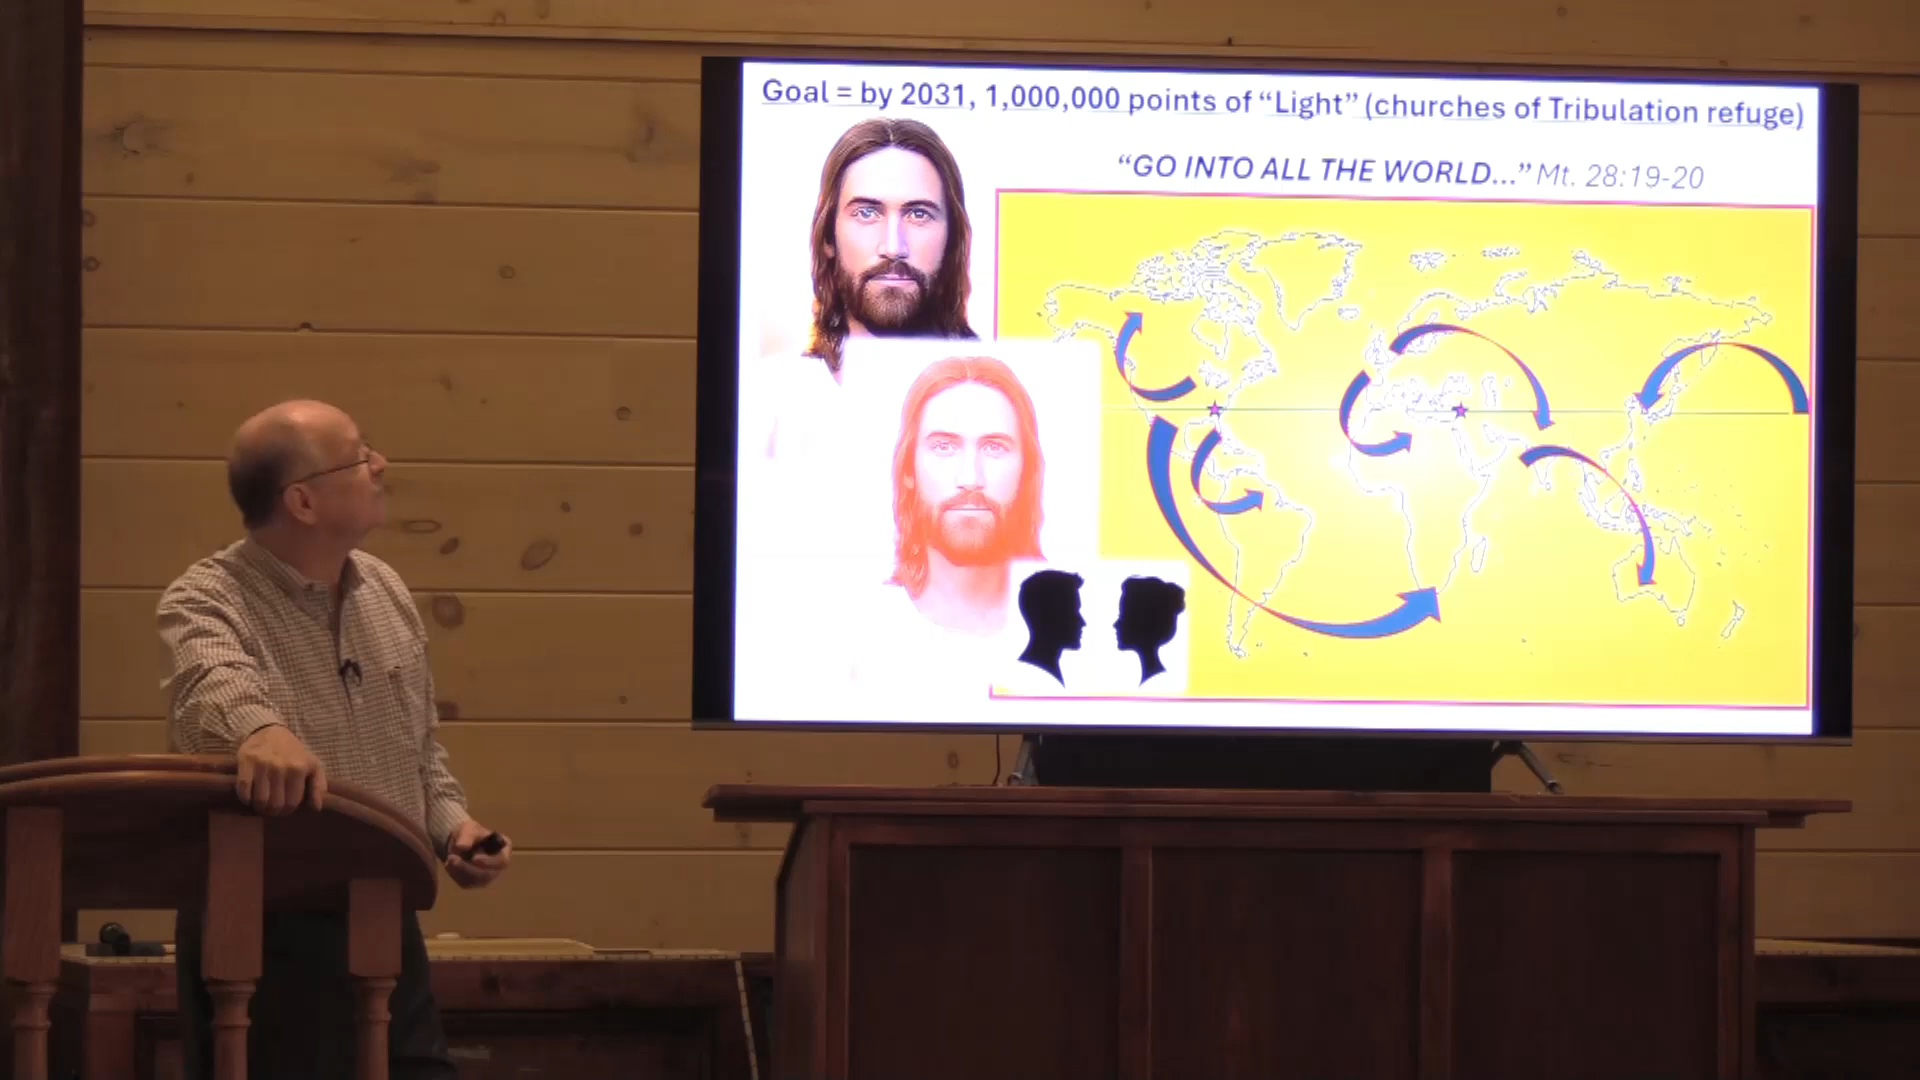 Goal = by 2031, 1,000,000 points of “Light” (churches of Tribulation refuge)
“GO INTO ALL THE WORLD...” Mt. 28:19-20